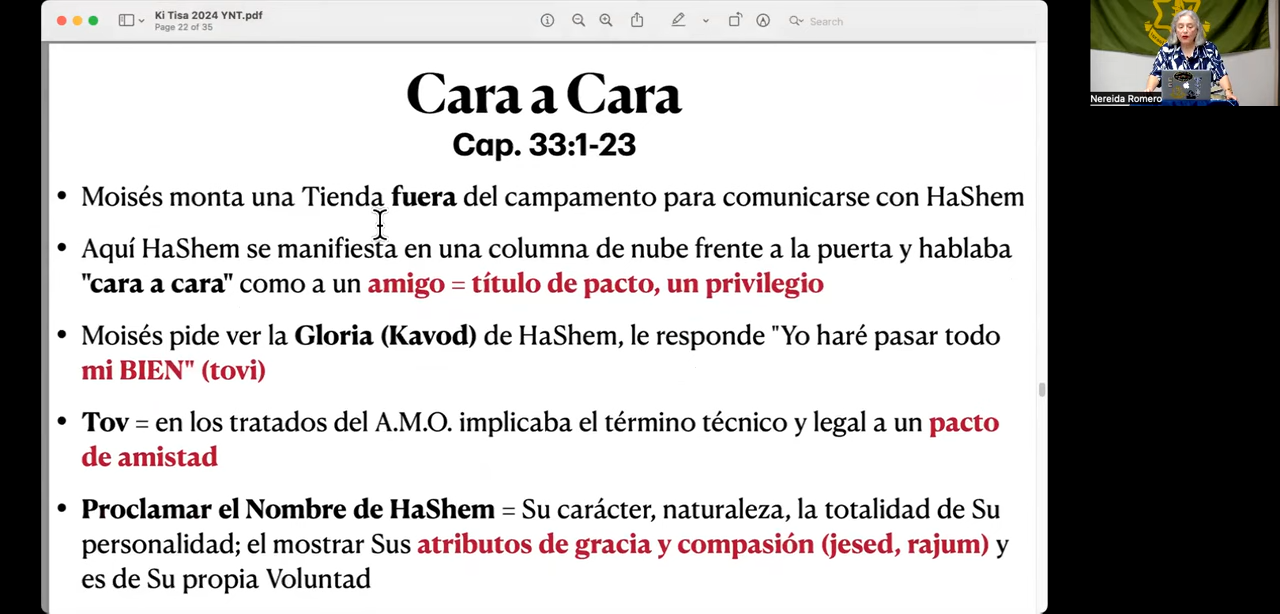 Ki Tisa 2024 YNT.pdf
Page 22 of 35
Search
Nereida Romero
Cara a Cara
Cap. 33:1-23
• Moisés monta una Tienda fuera del campamento para comunicarse con HaShem
• Aquí HaShem se manifiesta en una columna de nube frente a la puerta y hablaba
"cara a cara" como a un amigo = título de pacto, un privilegio
• Moisés pide ver la Gloria (Kavod) de HaShem, le responde "Yo haré pasar todo
mi BIEN" (tovi)
• Tov = en los tratados del A.M.O. implicaba el término técnico y legal a un pacto
de amistad
• Proclamar el Nombre de HaShem = Su carácter, naturaleza, la totalidad de Su
personalidad; el mostrar Sus atributos de gracia y compasión (jesed, rajum) y
es de Su propia Voluntad